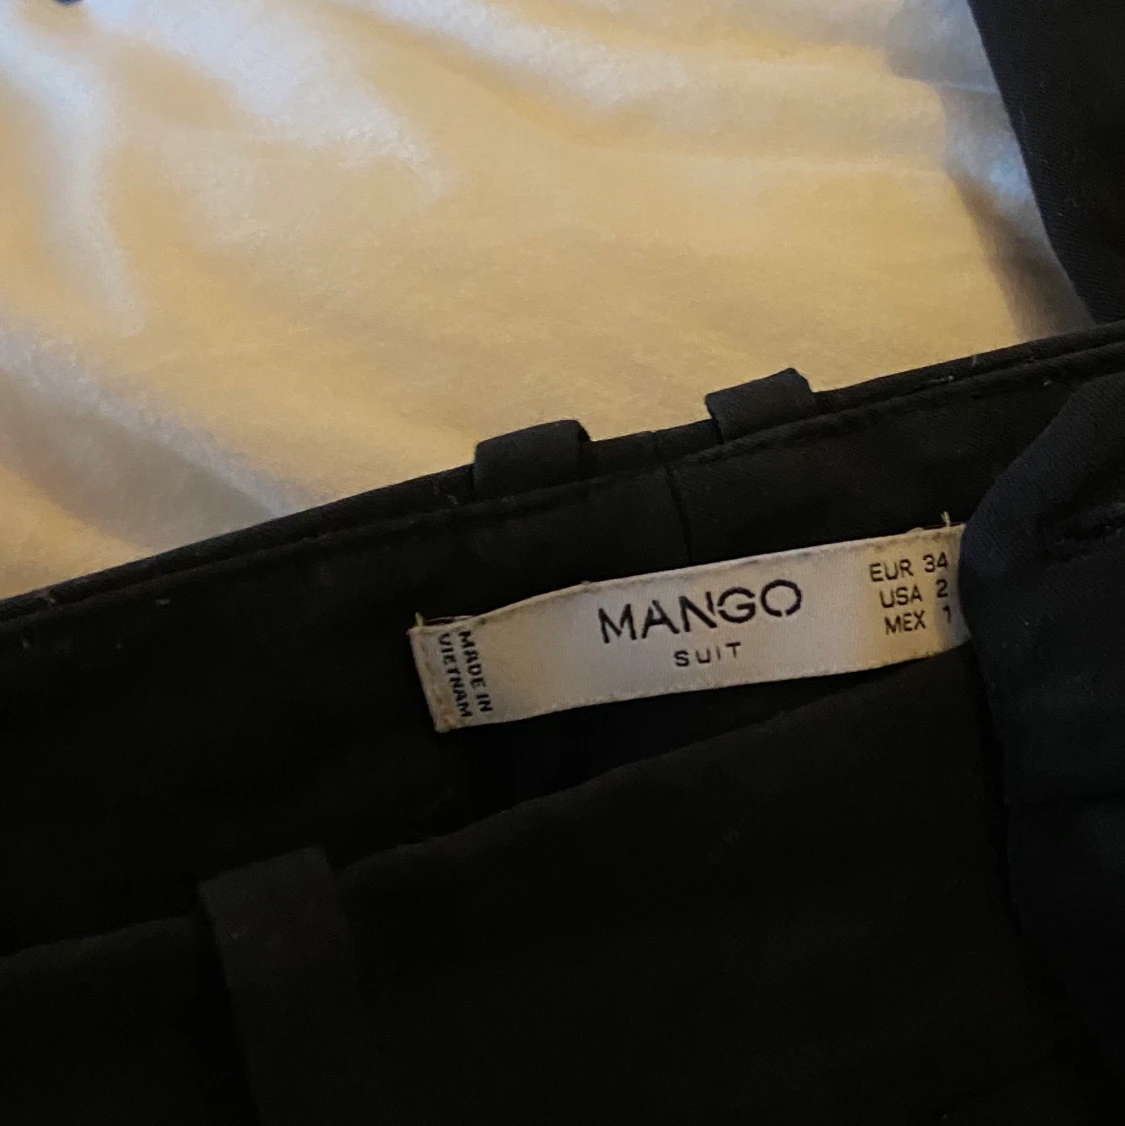 MADE IN
VIETNAM
MANGO
SUIT
EUR 34
USA 2
MEX 1